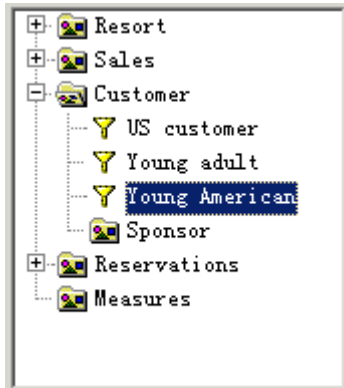 Resort
Sales
Customer
US customer
Young adult
Young American
Sponsor
Reservations
Measures